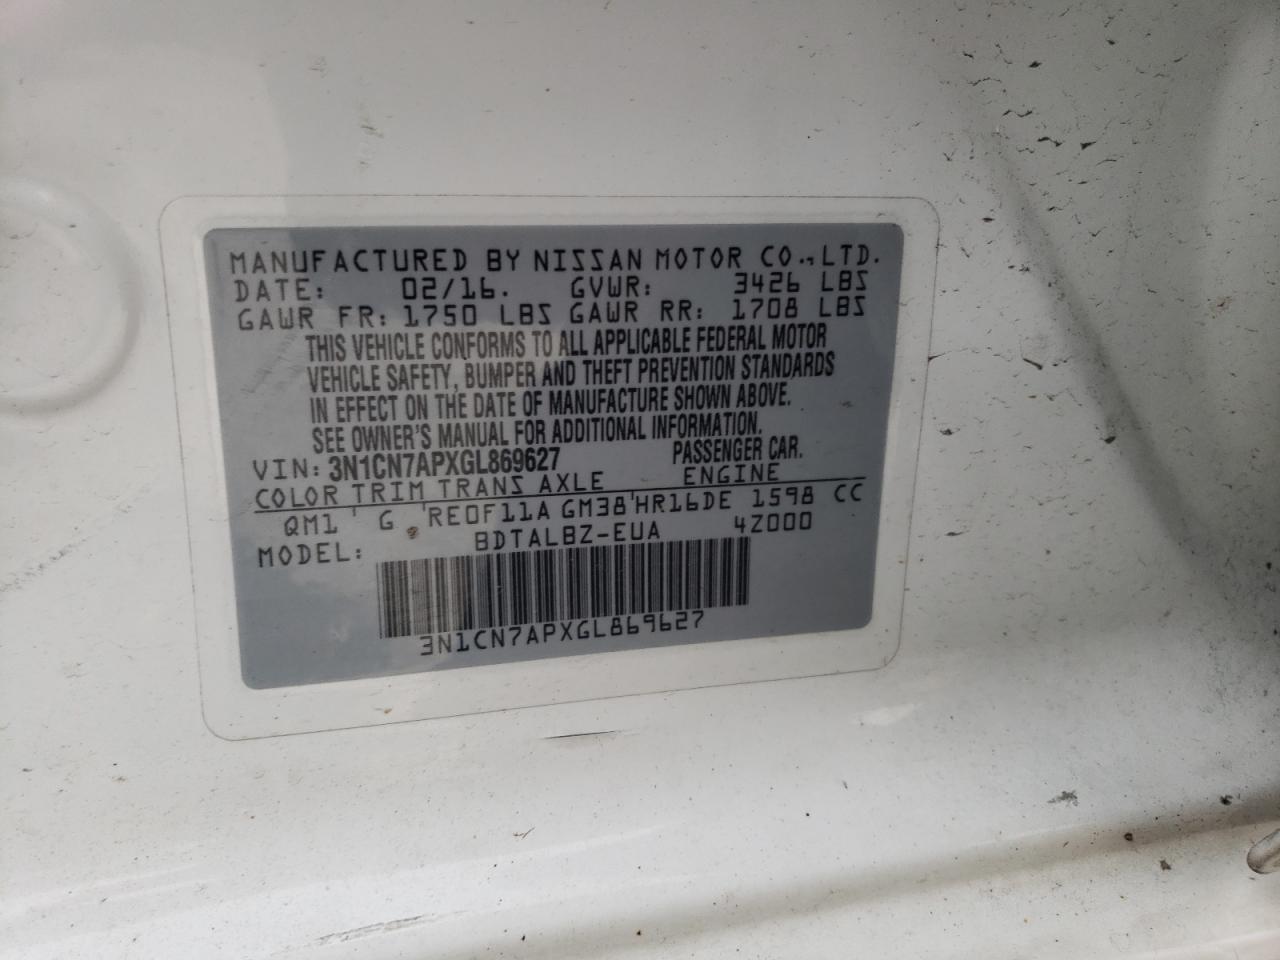 MANUFACTURED BY NISSAN MOTOR CO., LTD.
DATE: 02/16. GVWR: 3426 LBS
GAWR FR: 1750 LBS GAWR RR: 1708 LBS
THIS VEHICLE CONFORMS TO ALL APPLICABLE FEDERAL MOTOR
VEHICLE SAFETY, BUMPER AND THEFT PREVENTION STANDARDS
IN EFFECT ON THE DATE OF MANUFACTURE SHOWN ABOVE.
SEE OWNER'S MANUAL FOR ADDITIONAL INFORMATION.
VIN: 3N1CN7APXGL869627 PASSENGER CAR.
COLOR TRIM TRANS AXLE ENGINE
QM1 ' G 'RE0F11A GM38'HR16DE 1598 CC
MODEL: BDTALBZ-EUA 4Z000
3N1CN7APXGL869627